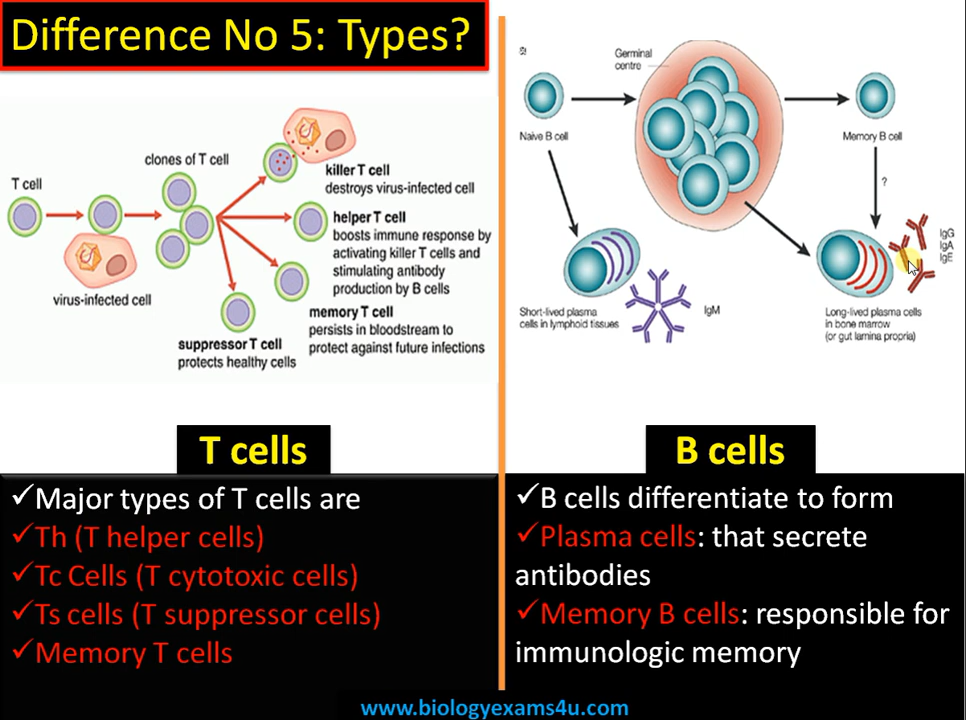 Difference No 5: Types?
T cell
clones of T cell
virus-infected cell
killer T cell
destroys virus-infected cell
helper T cell
boosts immune response by
activating killer T cells and
stimulating antibody
production by B cells
memory T cell
persists in bloodstream to
protect against future infections
suppressor T cell
protects healthy cells
Germinal
centre
Naive B cell
Memory B cell
?
IgG
IgA
IgE
Short-lived plasma
cells in lymphoid tissues
IgM
Long-lived plasma cells
in bone marrow
(or gut lamina propria)
T cells
✓Major types of T cells are
✓Th (T helper cells)
✓Tc Cells (T cytotoxic cells)
✓Ts cells (T suppressor cells)
✓Memory T cells
B cells
✓B cells differentiate to form
✓Plasma cells: that secrete
antibodies
✓Memory B cells: responsible for
immunologic memory
www.biologyexams4u.com